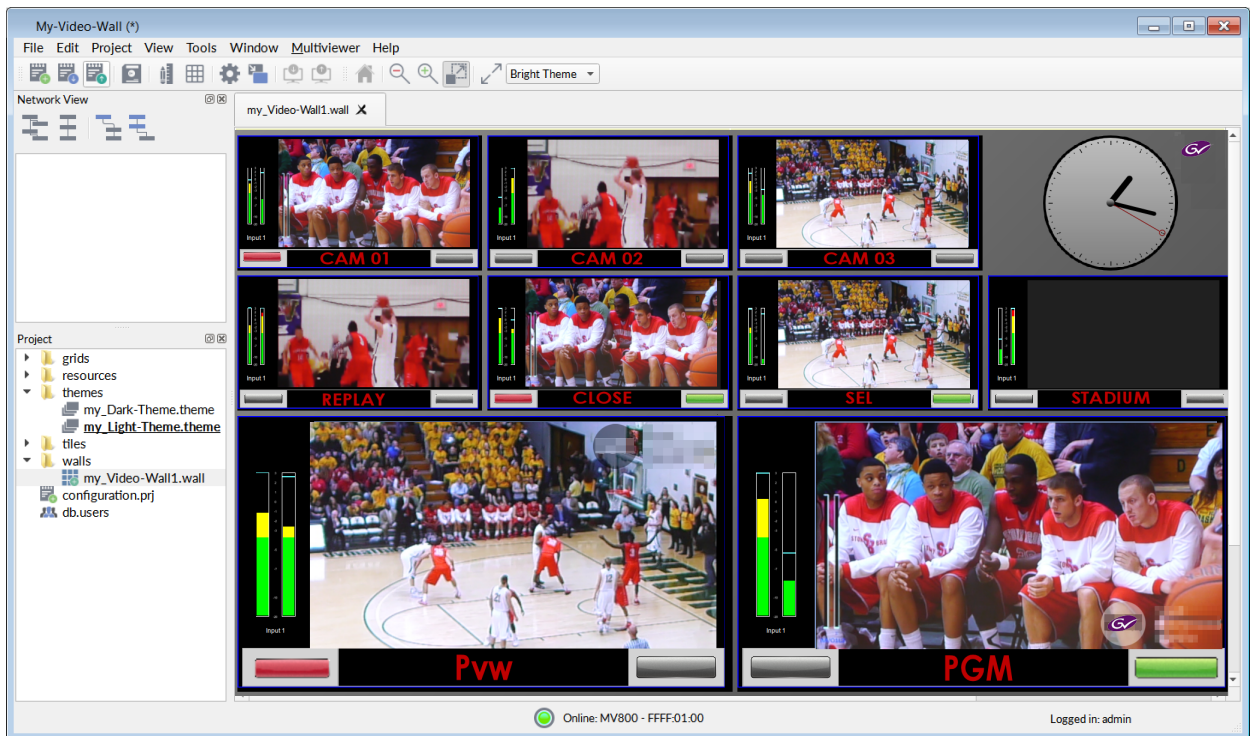 My-Video-Wall (*)
File Edit Project View Tools Window Multiviewer Help
Bright Theme
Network View
my_Video-Wall1.wall
Input 1
CAM 01
Input 1
CAM 02
Input 1
CAM 03
GV
Input 1
REPLAY
Input 1
CLOSE
Input 1
SEL
Input 1
STADIUM
Project
grids
resources
themes
my_Dark-Theme.theme
my_Light-Theme.theme
tiles
walls
my_Video-Wall1.wall
configuration.prj
db.users
Input 1
Pvw
Input 1
GV
PGM
Online: MV800 - FFFF:01:00
Logged in: admin